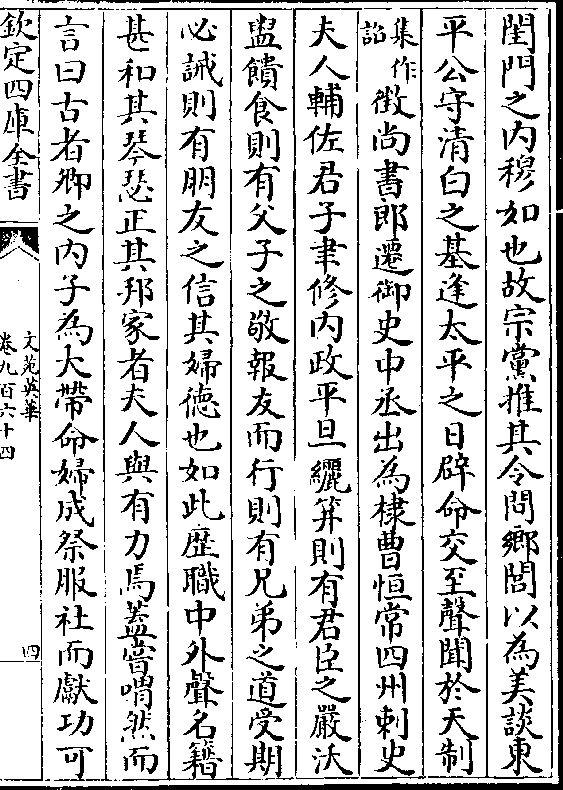 閨門之内穆如也故宗黨推其令問鄉閭以為美談東
平公守清白之基逢太平之日辟命交至聲聞於天制
集作詔徴尚書郎遷御史中丞出為棣曹恒常四州刺史
夫人輔佐君子聿修内政平旦纚笄則有君臣之嚴沃
盥饋食則有父子之敬報友而行則有兄弟之道受期
必誠則有朋友之信其婦徳也如此歴職中外聲名籍
甚和其琴瑟正其邦家者夫人與有力焉蓋嘗喟然而
言曰古者卿之内子為大帶命婦成祭服社而獻功可
欽定四庫全書
文苑英華
卷九百六十四
四